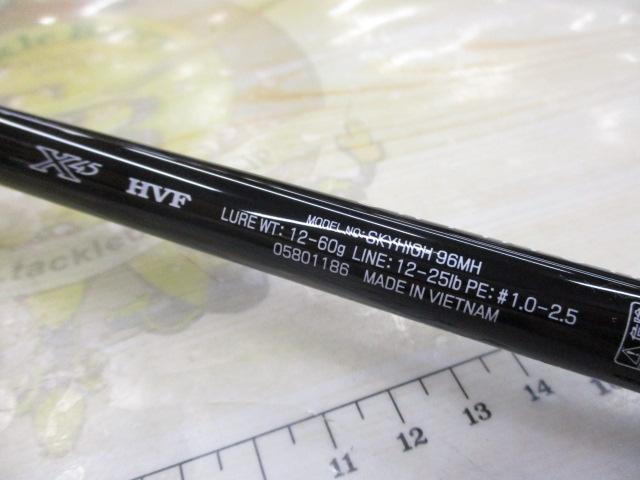 X45 HVF
MODEL NO: SKYHIGH 96MH
LURE WT: 12-60g LINE: 12-25lb PE: #1.0-2.5
05801186 MADE IN VIETNAM
11 12 13 14
tackle